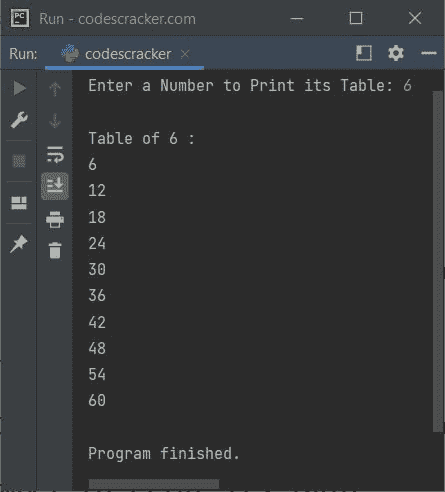 PC
Run - codescracker.com
Run: codescracker
Enter a Number to Print its Table: 6
Table of 6 :
6
12
18
24
30
36
42
48
54
60
Program finished.